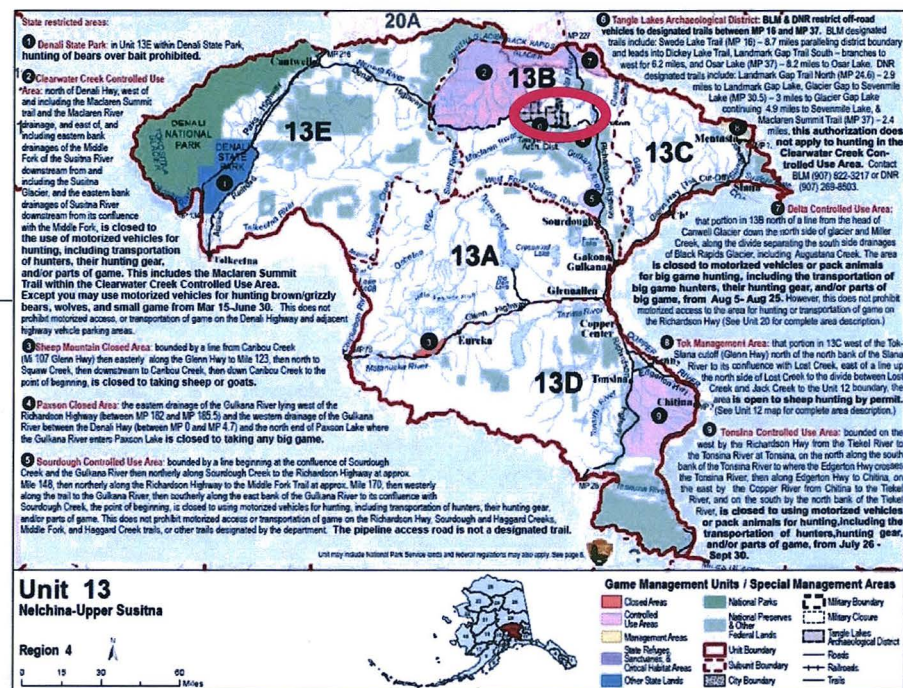 State restricted areas:
1 Denali State Park: in Unit 13E within Denali State Park,
hunting of bears over bait prohibited.
2 Clearwater Creek Controlled Use
Area: north of Denali Hwy, west of
and including the Maclaren Summit
trail and the Maclaren River
drainage, and east of, and
including eastern bank
drainages of the Middle
Fork of the Susitna River
downstream from and
including the Susitna
Glacier, and the eastern bank
drainages of Susitna River
downstream from its confluence
with the Middle Fork, is closed to
the use of motorized vehicles for
hunting, including transportation
of hunters, their hunting gear,
and/or parts of game. This includes the Maclaren Summit
Trail within the Clearwater Creek Controlled Use Area.
Except you may use motorized vehicles for hunting brown/grizzly
bears, wolves, and small game from Mar 15-June 30. This does not
prohibit motorized access, or transportation of game on the Denali Highway and adjacent
highway vehicle parking areas.
3 Sheep Mountain Closed Area: bounded by a line from Caribou Creek
(Mi 107 Glenn Hwy) then easterly along the Glenn Hwy to Mile 123, then north to
Squaw Creek, then downstream to Caribou Creek, then down Caribou Creek to the
point of beginning, is closed to taking sheep or goats.
4 Paxson Closed Area: the eastern drainage of the Gulkana River lying west of the
Richardson Highway (between MP 182 and MP 185.5) and the western drainage of the Gulkana
River between the Denali Hwy (between MP 0 and MP 4.7) and the north end of Paxson Lake where
the Gulkana River enters Paxson Lake is closed to taking any big game.
5 Sourdough Controlled Use Area: bounded by a line beginning at the confluence of Sourdough
Creek and the Gulkana River then northerly along Sourdough Creek to the Richardson Highway at approx.
Mile 148, then northerly along the Richardson Highway to the Middle Fork Trail at approx. Mile 170, then westerly
along the trail to the Gulkana River, then southerly along the east bank of the Gulkana River to its confluence with
Sourdough Creek, the point of beginning, is closed to using motorized vehicles for hunting, including transportation of hunters, their hunting gear,
and/or parts of game. This does not prohibit motorized access or transportation of game on the Richardson Hwy, Sourdough and Haggard Creeks,
Middle Fork, and Haggard Creek trails, or other trails designated by the department. The pipeline access road is not a designated trail.
20A
Cantwell
MP 216
MP 227
2
13B
7
13E
DENALI
NATIONAL
PARK
DENALI
STATE
PARK
1
Talkeetna
Talkeetna River
Maclaren River
West Fork Gulkana River
5
13C
Mentasta
8
Slana
Sourdough
Gakona
Gulkana
13A
Glennallen
Copper
Center
3
Eureka
Matanuska River
13D
Tonsina
Chitina
9
6 Tangle Lakes Archaeological District: BLM & DNR restrict off-road
vehicles to designated trails between MP 16 and MP 37. BLM designated
trails include: Swede Lake Trail (MP 16) – 8.7 miles paralleling district boundary
and leads into Dickey Lake Trail, Landmark Gap Trail South – branches to
west for 6.2 miles, and Osar Lake (MP 37) – 8.2 miles to Osar Lake. DNR
designated trails include: Landmark Gap Trail North (MP 24.6) – 2.9
miles to Landmark Gap Lake, Glacier Gap to Sevenmile
Lake (MP 30.5) – 3 miles to Glacier Gap Lake
continuing 4.9 miles to Sevenmile Lake, &
Maclaren Summit Trail (MP 37) – 2.4
miles, this authorization does
not apply to hunting in the
Clearwater Creek Con-
trolled Use Area. Contact
BLM (907) 822-3217 or DNR
(907) 269-8503.
7 Delta Controlled Use Area:
that portion in 13B north of a line from the head of
Canwell Glacier down the north side of glacier and Miller
Creek, along the divide separating the south side drainages
of Black Rapids Glacier, including Augustana Creek. The area
is closed to motorized vehicles or pack animals
for big game hunting, including the transportation of
big game hunters, their hunting gear, and/or parts of
big game, from Aug 5- Aug 25. However, this does not prohibit
motorized access to the area for hunting or transportation of game on
the Richardson Hwy (See Unit 20 for complete area description.)
8 Tok Management Area: that portion in 13C west of the Tok-
Slana cutoff (Glenn Hwy) north of the north bank of the Slana
River to its confluence with Lost Creek, east of a line up
the north side of Lost Creek to the divide between Lost
Creek and Jack Creek to the Unit 12 boundary, the
area is open to sheep hunting by permit.
(See Unit 12 map for complete area description.)
9 Tonsina Controlled Use Area: bounded on the
west by the Richardson Hwy from the Tiekel River to
the Tonsina River at Tonsina, on the north along the south
bank of the Tonsina River to where the Edgerton Hwy crosses
the Tonsina River, then along Edgerton Hwy to Chitina, on
the east by the Copper River from Chitina to the Tiekel
River, and on the south by the north bank of the Tiekel
River, is closed to using motorized vehicles
or pack animals for hunting,including the
transportation of hunters,hunting gear,
and/or parts of game, from July 26 -
Sept 30.
Unit may include National Park Service lands and federal regulations may also apply. See page 8.
Unit 13
Nelchina-Upper Susitna
Region 4
N
0 15 30 60
Miles
Game Management Units / Special Management Areas
Closed Areas
Controlled
Use Areas
Management Areas
State Refuges,
Sanctuaries, &
Critical Habitat Areas
Other State Lands
National Parks
National Preserves
& Other
Federal Lands
Unit Boundary
Subunit Boundary
City Boundary
Military Boundary
Military Closure
Tangle Lakes
Archaeological District
Roads
Railroads
Trails